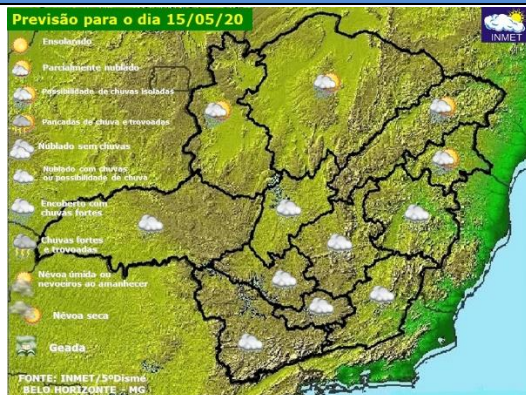 Previsão para o dia 15/05/20
INMET
Ensolarado
Parcialmente nublado
Possibilidade de chuvas isoladas
Pancadas de chuva e trovoadas
Nublado sem chuvas
Nublado com chuvas
ou possibilidade de chuva
Encoberto com
chuvas fortes
Chuvas fortes
e trovoadas
Névoa úmida ou
nevoeiros ao amanhecer
Névoa seca
Geada
FONTE: INMET/5ºDisme
BELO HORIZONTE - MG